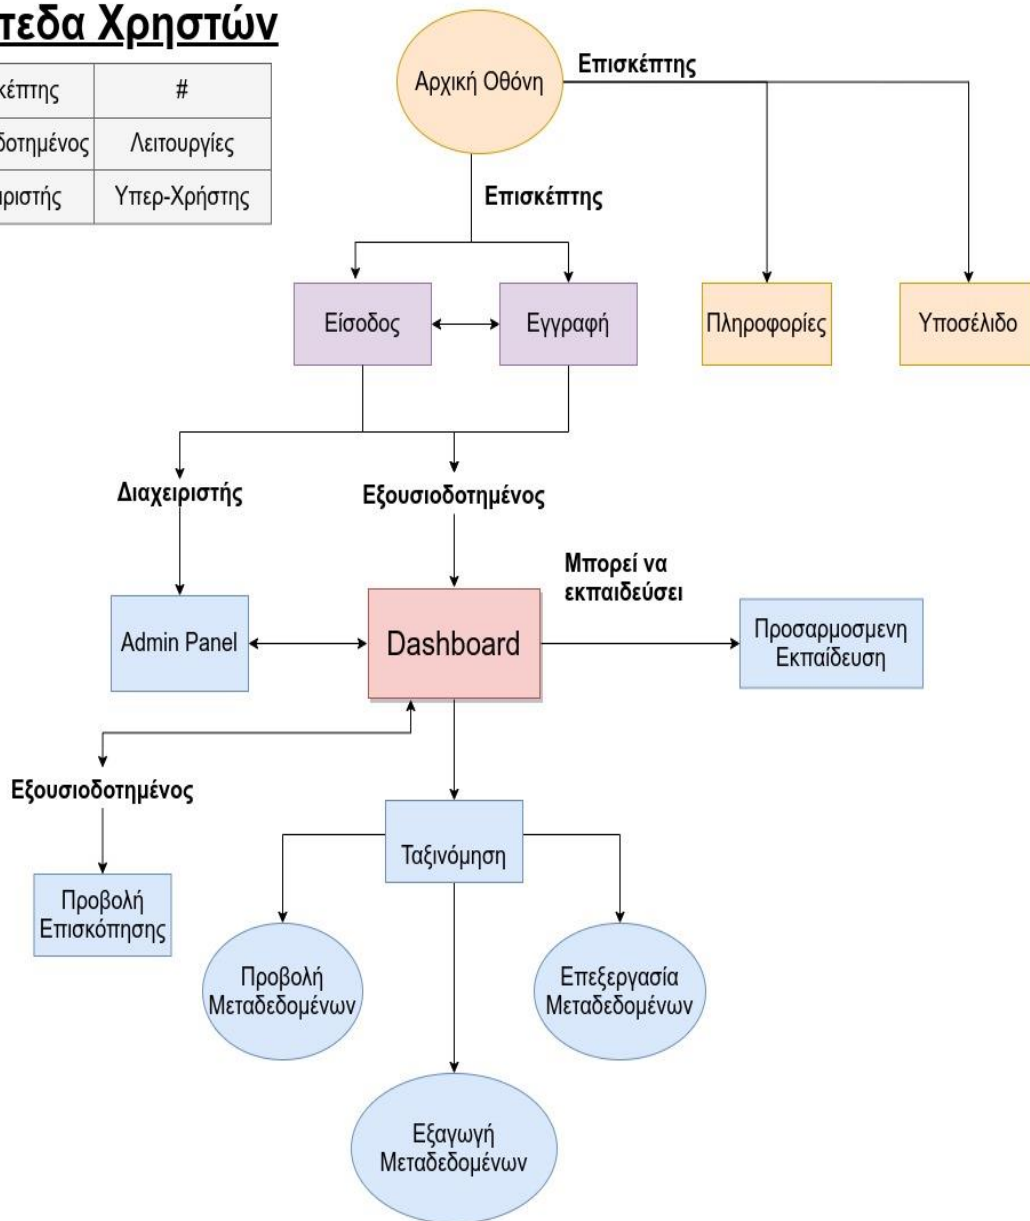 Χρηστών
#
Λειτουργίες
Υπερ-Χρήστης
Αρχική Οθόνη
Επισκέπτης
Επισκέπτης
Είσοδος
Εγγραφή
Πληροφορίες
Υποσέλιδο
Διαχειριστής
Εξουσιοδοτημένος
Μπορεί να
εκπαιδεύσει
Admin Panel
Dashboard
Προσαρμοσμενη
Εκπαίδευση
Εξουσιοδοτημένος
Ταξινόμηση
Προβολή
Επισκόπησης
Προβολή
Μεταδεδομένων
Επεξεργασία
Μεταδεδομένων
Εξαγωγή
Μεταδεδομένων